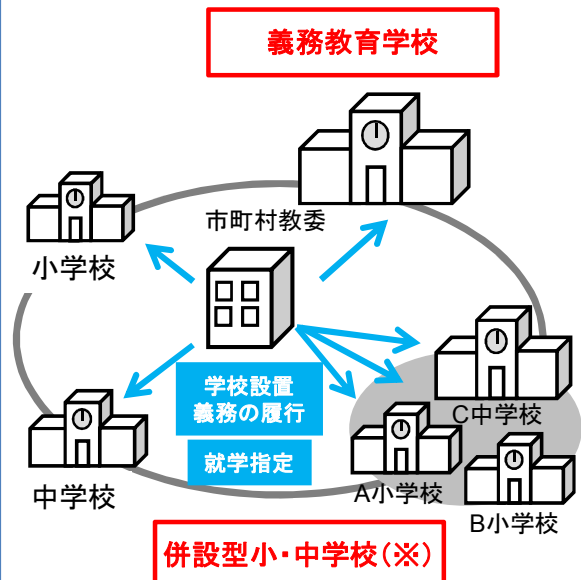 義務教育学校
市町村教委
小学校
学校設置
義務の履行
就学指定
中学校
C中学校
A小学校
B小学校
併設型小・中学校(※)